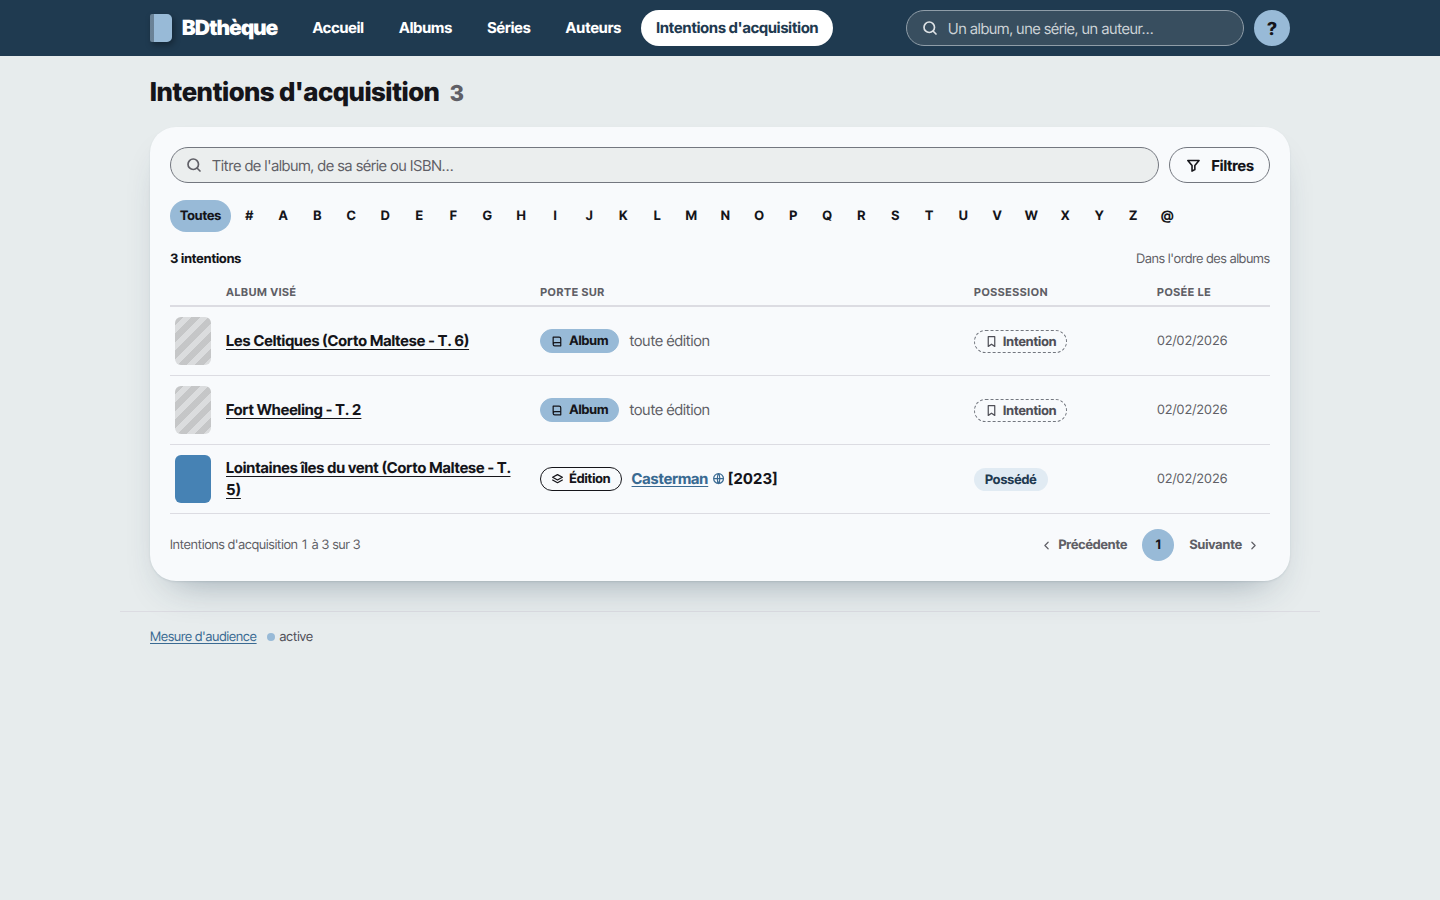 BDthèque Accueil Albums Séries Auteurs Intentions d'acquisition Un album, une série, un auteur... ?
Intentions d'acquisition 3
Titre de l'album, de sa série ou ISBN... Filtres
Toutes # A B C D E F G H I J K L M N O P Q R S T U V W X Y Z @
3 intentions Dans l'ordre des albums
ALBUM VISÉ PORTE SUR POSSESSION POSÉE LE
Les Celtiques (Corto Maltese - T. 6) Album toute édition Intention 02/02/2026
Fort Wheeling - T. 2 Album toute édition Intention 02/02/2026
Lointaines îles du vent (Corto Maltese - T.
5) Édition Casterman [2023] Possédé 02/02/2026
Intentions d'acquisition 1 à 3 sur 3 Précédente 1 Suivante
Mesure d'audience active